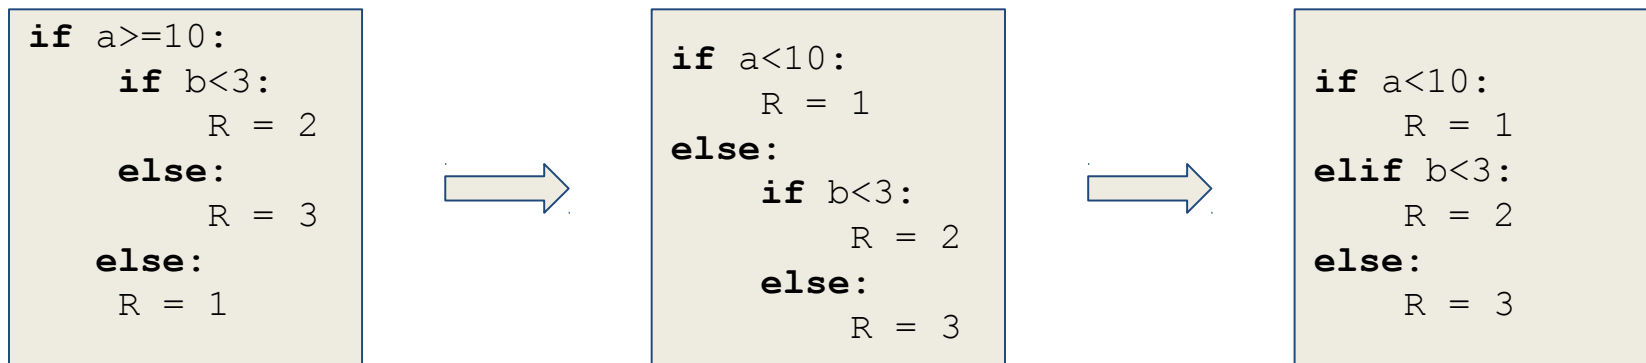 if a>=10:
     if b<3:
         R = 2
     else:
         R = 3
    else:
     R = 1
if a<10:
    R = 1
else:
    if b<3:
        R = 2
    else:
        R = 3
if a<10:
    R = 1
elif b<3:
    R = 2
else:
    R = 3